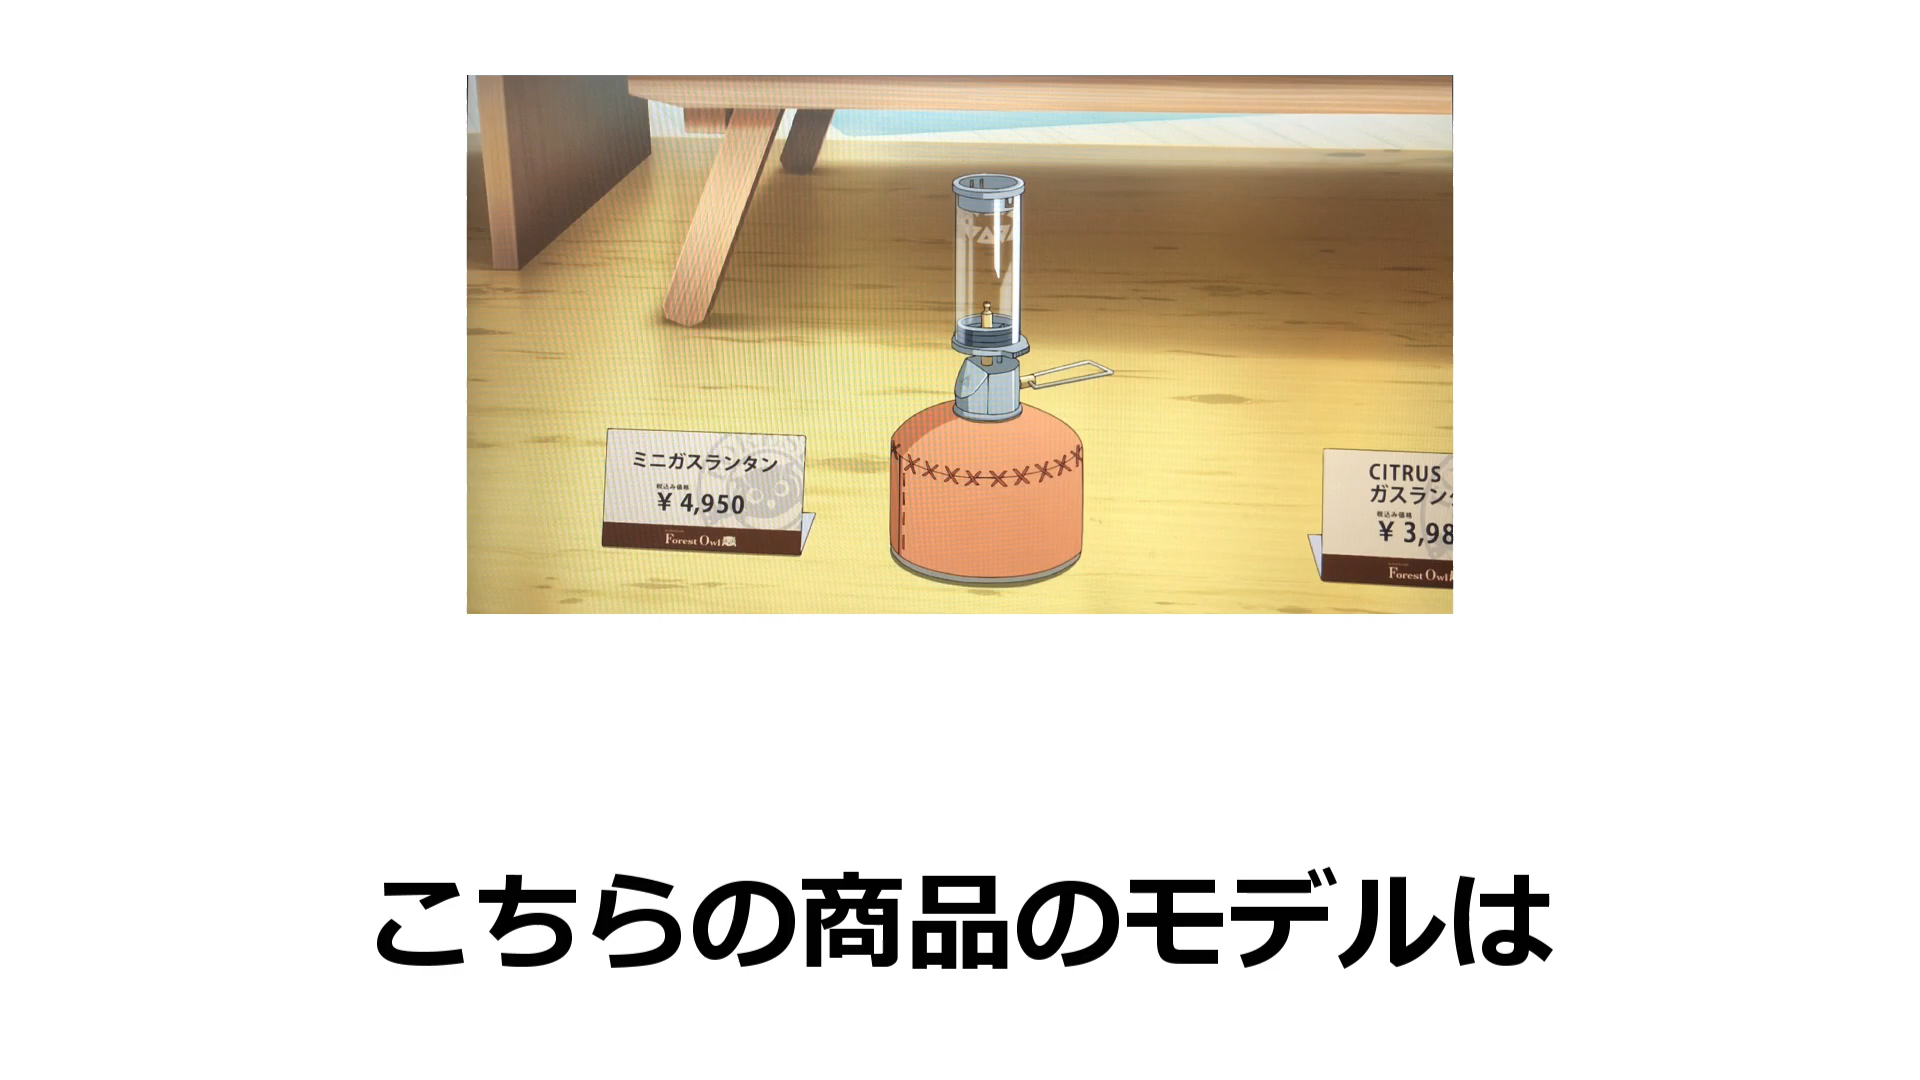 ミニガスランタン
税込み価格
¥ 4,950
Forest Owl
CITRUS
ガスラン
税込み価格
¥ 3,98
Forest Owl
こちらの商品のモデルは